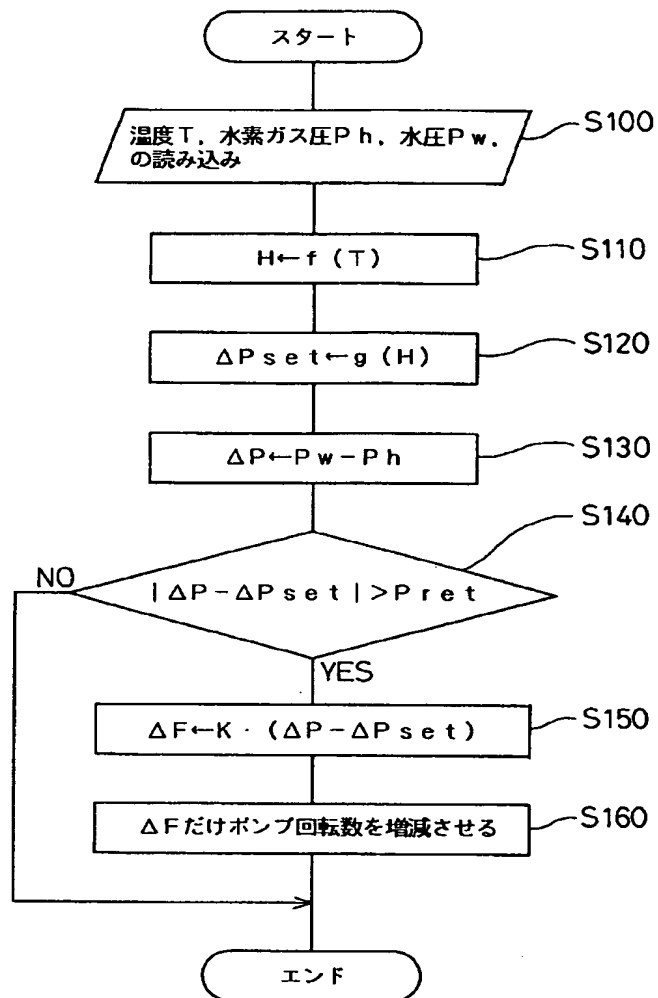 スタート
温度T，水素ガス圧Ph，水圧Pw，
の読み込み
S100
H←f（T）
S110
ΔPset←g（H）
S120
ΔP←Pw−Ph
S130
S140
NO
|ΔP−ΔPset|>Pret
YES
ΔF←K・（ΔP−ΔPset）
S150
ΔFだけポンプ回転数を増減させる
S160
エンド